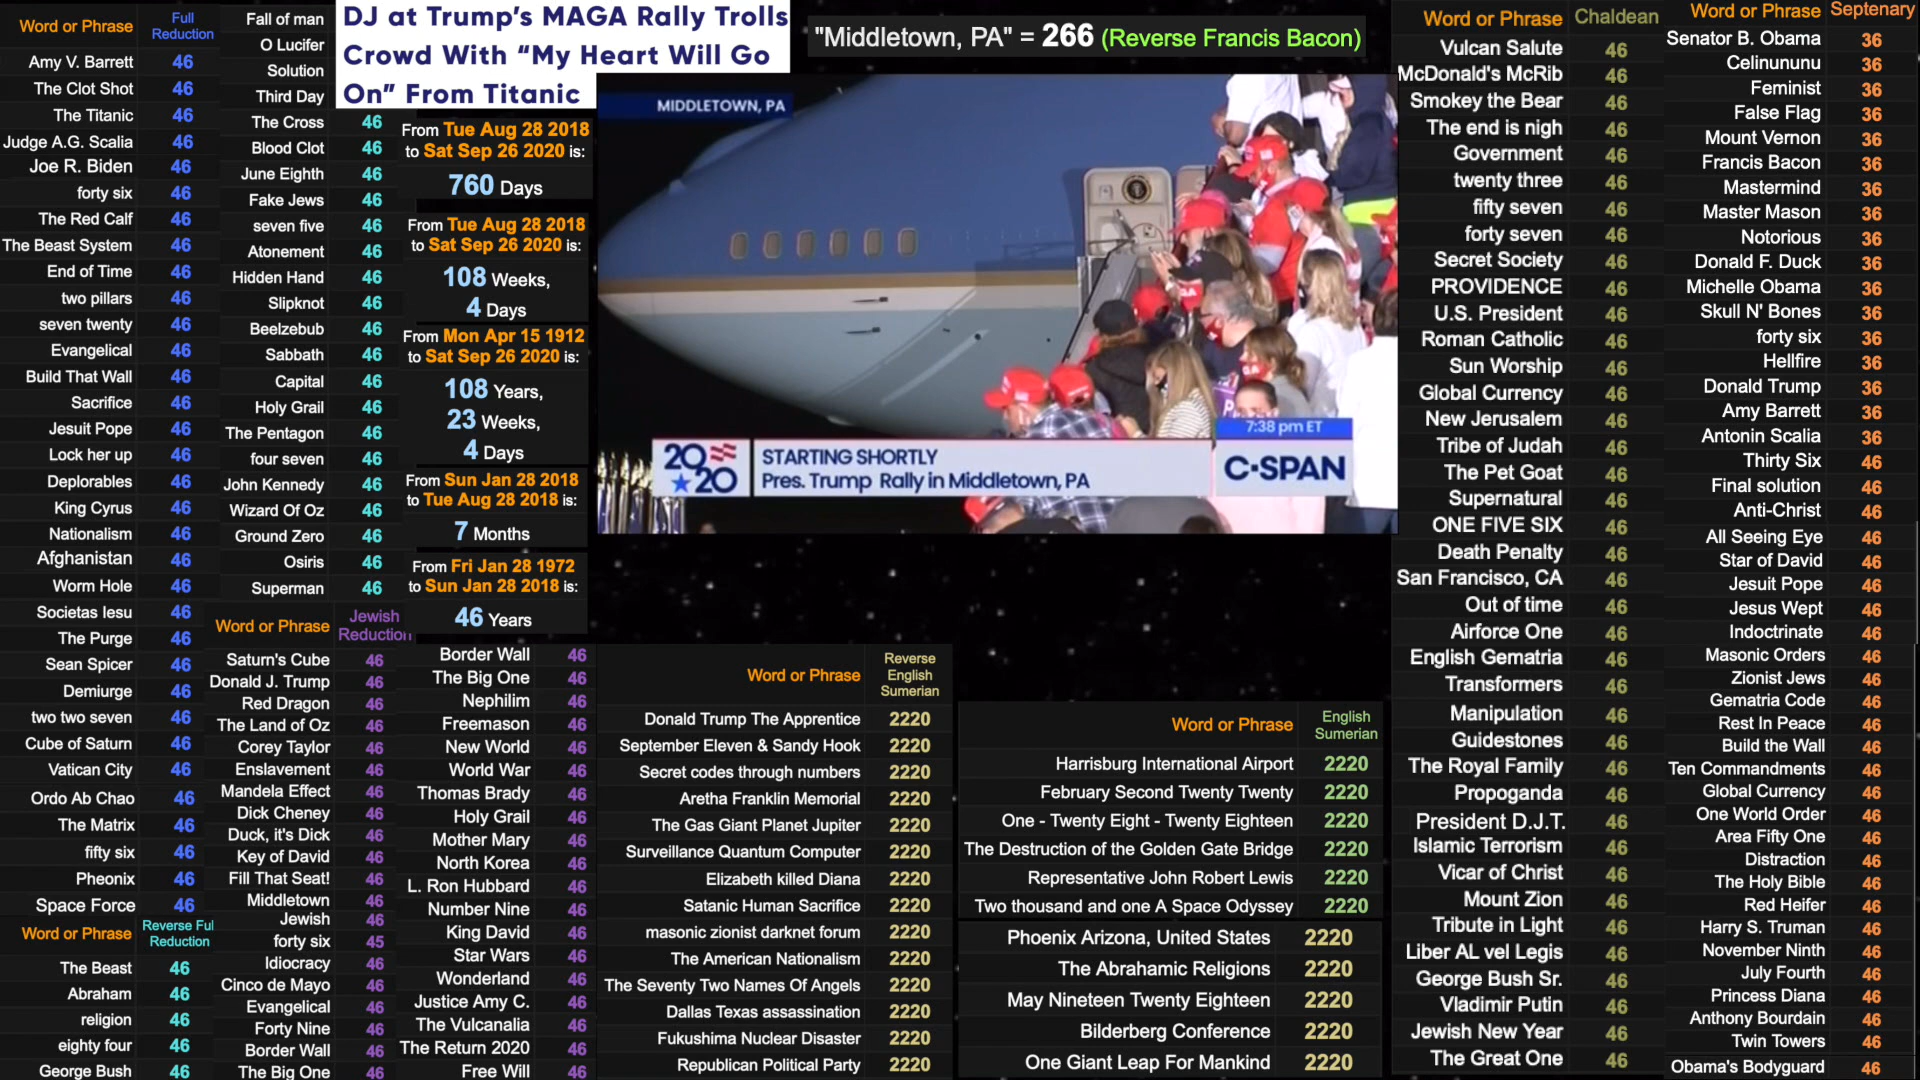 Word or Phrase Full Reduction
Amy V. Barrett 46
The Clot Shot 46
The Titanic 46
Judge A.G. Scalia 46
Joe R. Biden 46
forty six 46
The Red Calf 46
The Beast System 46
End of Time 46
two pillars 46
seven twenty 46
Evangelical 46
Build That Wall 46
Sacrifice 46
Jesuit Pope 46
Lock her up 46
Deplorables 46
King Cyrus 46
Nationalism 46
Afghanistan 46
Worm Hole 46
Societas Iesu 46
The Purge 46
Sean Spicer 46
Demiurge 46
two two seven 46
Cube of Saturn 46
Vatican City 46
Ordo Ab Chao 46
The Matrix 46
fifty six 46
Pheonix 46
Space Force 46
Word or Phrase Reverse Full Reduction
The Beast 46
Abraham 46
religion 46
eighty four 46
George Bush 46
Fall of man
O Lucifer
Solution
Third Day
The Cross 46
Blood Clot 46
June Eighth 46
Fake Jews 46
seven five 46
Atonement 46
Hidden Hand 46
Slipknot 46
Beelzebub 46
Sabbath 46
Capital 46
Holy Grail 46
The Pentagon 46
four seven 46
John Kennedy 46
Wizard Of Oz 46
Ground Zero 46
Osiris 46
Superman 46
Word or Phrase Jewish Reduction
Saturn's Cube 46
Donald J. Trump 46
Red Dragon 46
The Land of Oz 46
Corey Taylor 46
Enslavement 46
Mandela Effect 46
Dick Cheney 46
Duck, it's Dick 46
Key of David 46
Fill That Seat! 46
Middletown 46
Jewish 46
forty six 45
Idiocracy 46
Cinco de Mayo 46
Evangelical 46
Forty Nine 46
Border Wall 46
The Big One 46
DJ at Trump's MAGA Rally Trolls
Crowd With "My Heart Will Go
On" From Titanic
From Tue Aug 28 2018
to Sat Sep 26 2020 is:
760 Days
From Tue Aug 28 2018
to Sat Sep 26 2020 is:
108 Weeks,
4 Days
From Mon Apr 15 1912
to Sat Sep 26 2020 is:
108 Years,
23 Weeks,
4 Days
From Sun Jan 28 2018
to Tue Aug 28 2018 is:
7 Months
From Fri Jan 28 1972
to Sun Jan 28 2018 is:
46 Years
Border Wall 46
The Big One 46
Nephilim 46
Freemason 46
New World 46
World War 46
Thomas Brady 46
Holy Grail 46
Mother Mary 46
North Korea 46
L. Ron Hubbard 46
Number Nine 46
King David 46
Star Wars 46
Wonderland 46
Justice Amy C. 46
The Vulcanalia 46
The Return 2020 46
Free Will 46
"Middletown, PA" = 266 (Reverse Francis Bacon)
MIDDLETOWN, PA
7:38 pm ET
2020
STARTING SHORTLY
Pres. Trump Rally in Middletown, PA
C-SPAN
Word or Phrase Reverse English Sumerian
Donald Trump The Apprentice 2220
September Eleven & Sandy Hook 2220
Secret codes through numbers 2220
Aretha Franklin Memorial 2220
The Gas Giant Planet Jupiter 2220
Surveillance Quantum Computer 2220
Elizabeth killed Diana 2220
Satanic Human Sacrifice 2220
masonic zionist darknet forum 2220
The American Nationalism 2220
The Seventy Two Names Of Angels 2220
Dallas Texas assassination 2220
Fukushima Nuclear Disaster 2220
Republican Political Party 2220
Word or Phrase English Sumerian
Harrisburg International Airport 2220
February Second Twenty Twenty 2220
One - Twenty Eight - Twenty Eighteen 2220
The Destruction of the Golden Gate Bridge 2220
Representative John Robert Lewis 2220
Two thousand and one A Space Odyssey 2220
Phoenix Arizona, United States 2220
The Abrahamic Religions 2220
May Nineteen Twenty Eighteen 2220
Bilderberg Conference 2220
One Giant Leap For Mankind 2220
Word or Phrase Chaldean
Vulcan Salute 46
McDonald's McRib 46
Smokey the Bear 46
The end is nigh 46
Government 46
twenty three 46
fifty seven 46
forty seven 46
Secret Society 46
PROVIDENCE 46
U.S. President 46
Roman Catholic 46
Sun Worship 46
Global Currency 46
New Jerusalem 46
Tribe of Judah 46
The Pet Goat 46
Supernatural 46
ONE FIVE SIX 46
Death Penalty 46
San Francisco, CA 46
Out of time 46
Airforce One 46
English Gematria 46
Transformers 46
Manipulation 46
Guidestones 46
The Royal Family 46
Propoganda 46
President D.J.T. 46
Islamic Terrorism 46
Vicar of Christ 46
Mount Zion 46
Tribute in Light 46
Liber AL vel Legis 46
George Bush Sr. 46
Vladimir Putin 46
Jewish New Year 46
The Great One 46
Word or Phrase Septenary
Senator B. Obama 36
Celinununu 36
Feminist 36
False Flag 36
Mount Vernon 36
Francis Bacon 36
Mastermind 36
Master Mason 36
Notorious 36
Donald F. Duck 36
Michelle Obama 36
Skull N' Bones 36
forty six 36
Hellfire 36
Donald Trump 36
Amy Barrett 36
Antonin Scalia 36
Thirty Six 46
Final solution 46
Anti-Christ 46
All Seeing Eye 46
Star of David 46
Jesuit Pope 46
Jesus Wept 46
Indoctrinate 46
Masonic Orders 46
Zionist Jews 46
Gematria Code 46
Rest In Peace 46
Build the Wall 46
Ten Commandments 46
Global Currency 46
One World Order 46
Area Fifty One 46
Distraction 46
The Holy Bible 46
Red Heifer 46
Harry S. Truman 46
November Ninth 46
July Fourth 46
Princess Diana 46
Anthony Bourdain 46
Twin Towers 46
Obama's Bodyguard 46